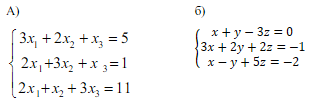 А)
б)
3x₁ + 2x₂ + x₃ = 5
2x₁ + 3x₂ + x ₃ = 1
2x₁ + x₂ + 3x₃ = 11
x + y − 3z = 0
3x + 2y + 2z = −1
x − y + 5z = −2